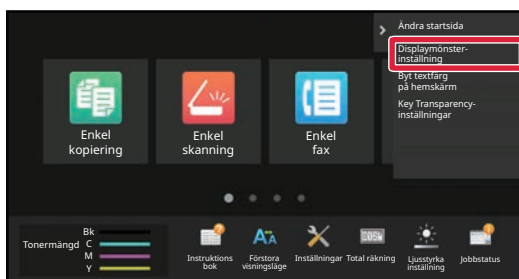 Ändra startsida
Displaymönster-
inställning
Byt textfärg
på hemskärm
Key Transparency-
inställningar
Enkel
kopiering
Enkel
skanning
Enkel
fax
Bk
Tonermängd C
M
Y
Instruktions
bok
Förstora
visningsläge
Inställningar
Total räkning
Ljusstyrka
inställning
Jobbstatus